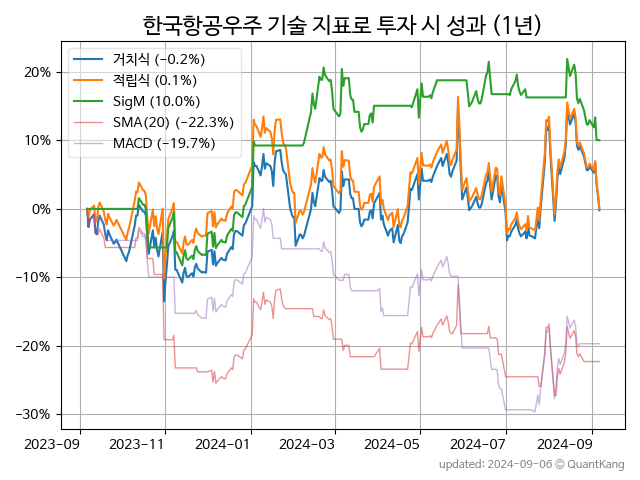 한국항공우주 기술 지표로 투자 시 성과 (1년)
거치식 (−0.2%)
적립식 (0.1%)
SigM (10.0%)
SMA(20) (−22.3%)
MACD (−19.7%)
20%
10%
0%
−10%
−20%
−30%
2023-09
2023-11
2024-01
2024-03
2024-05
2024-07
2024-09
updated: 2024-09-06 © QuantKang